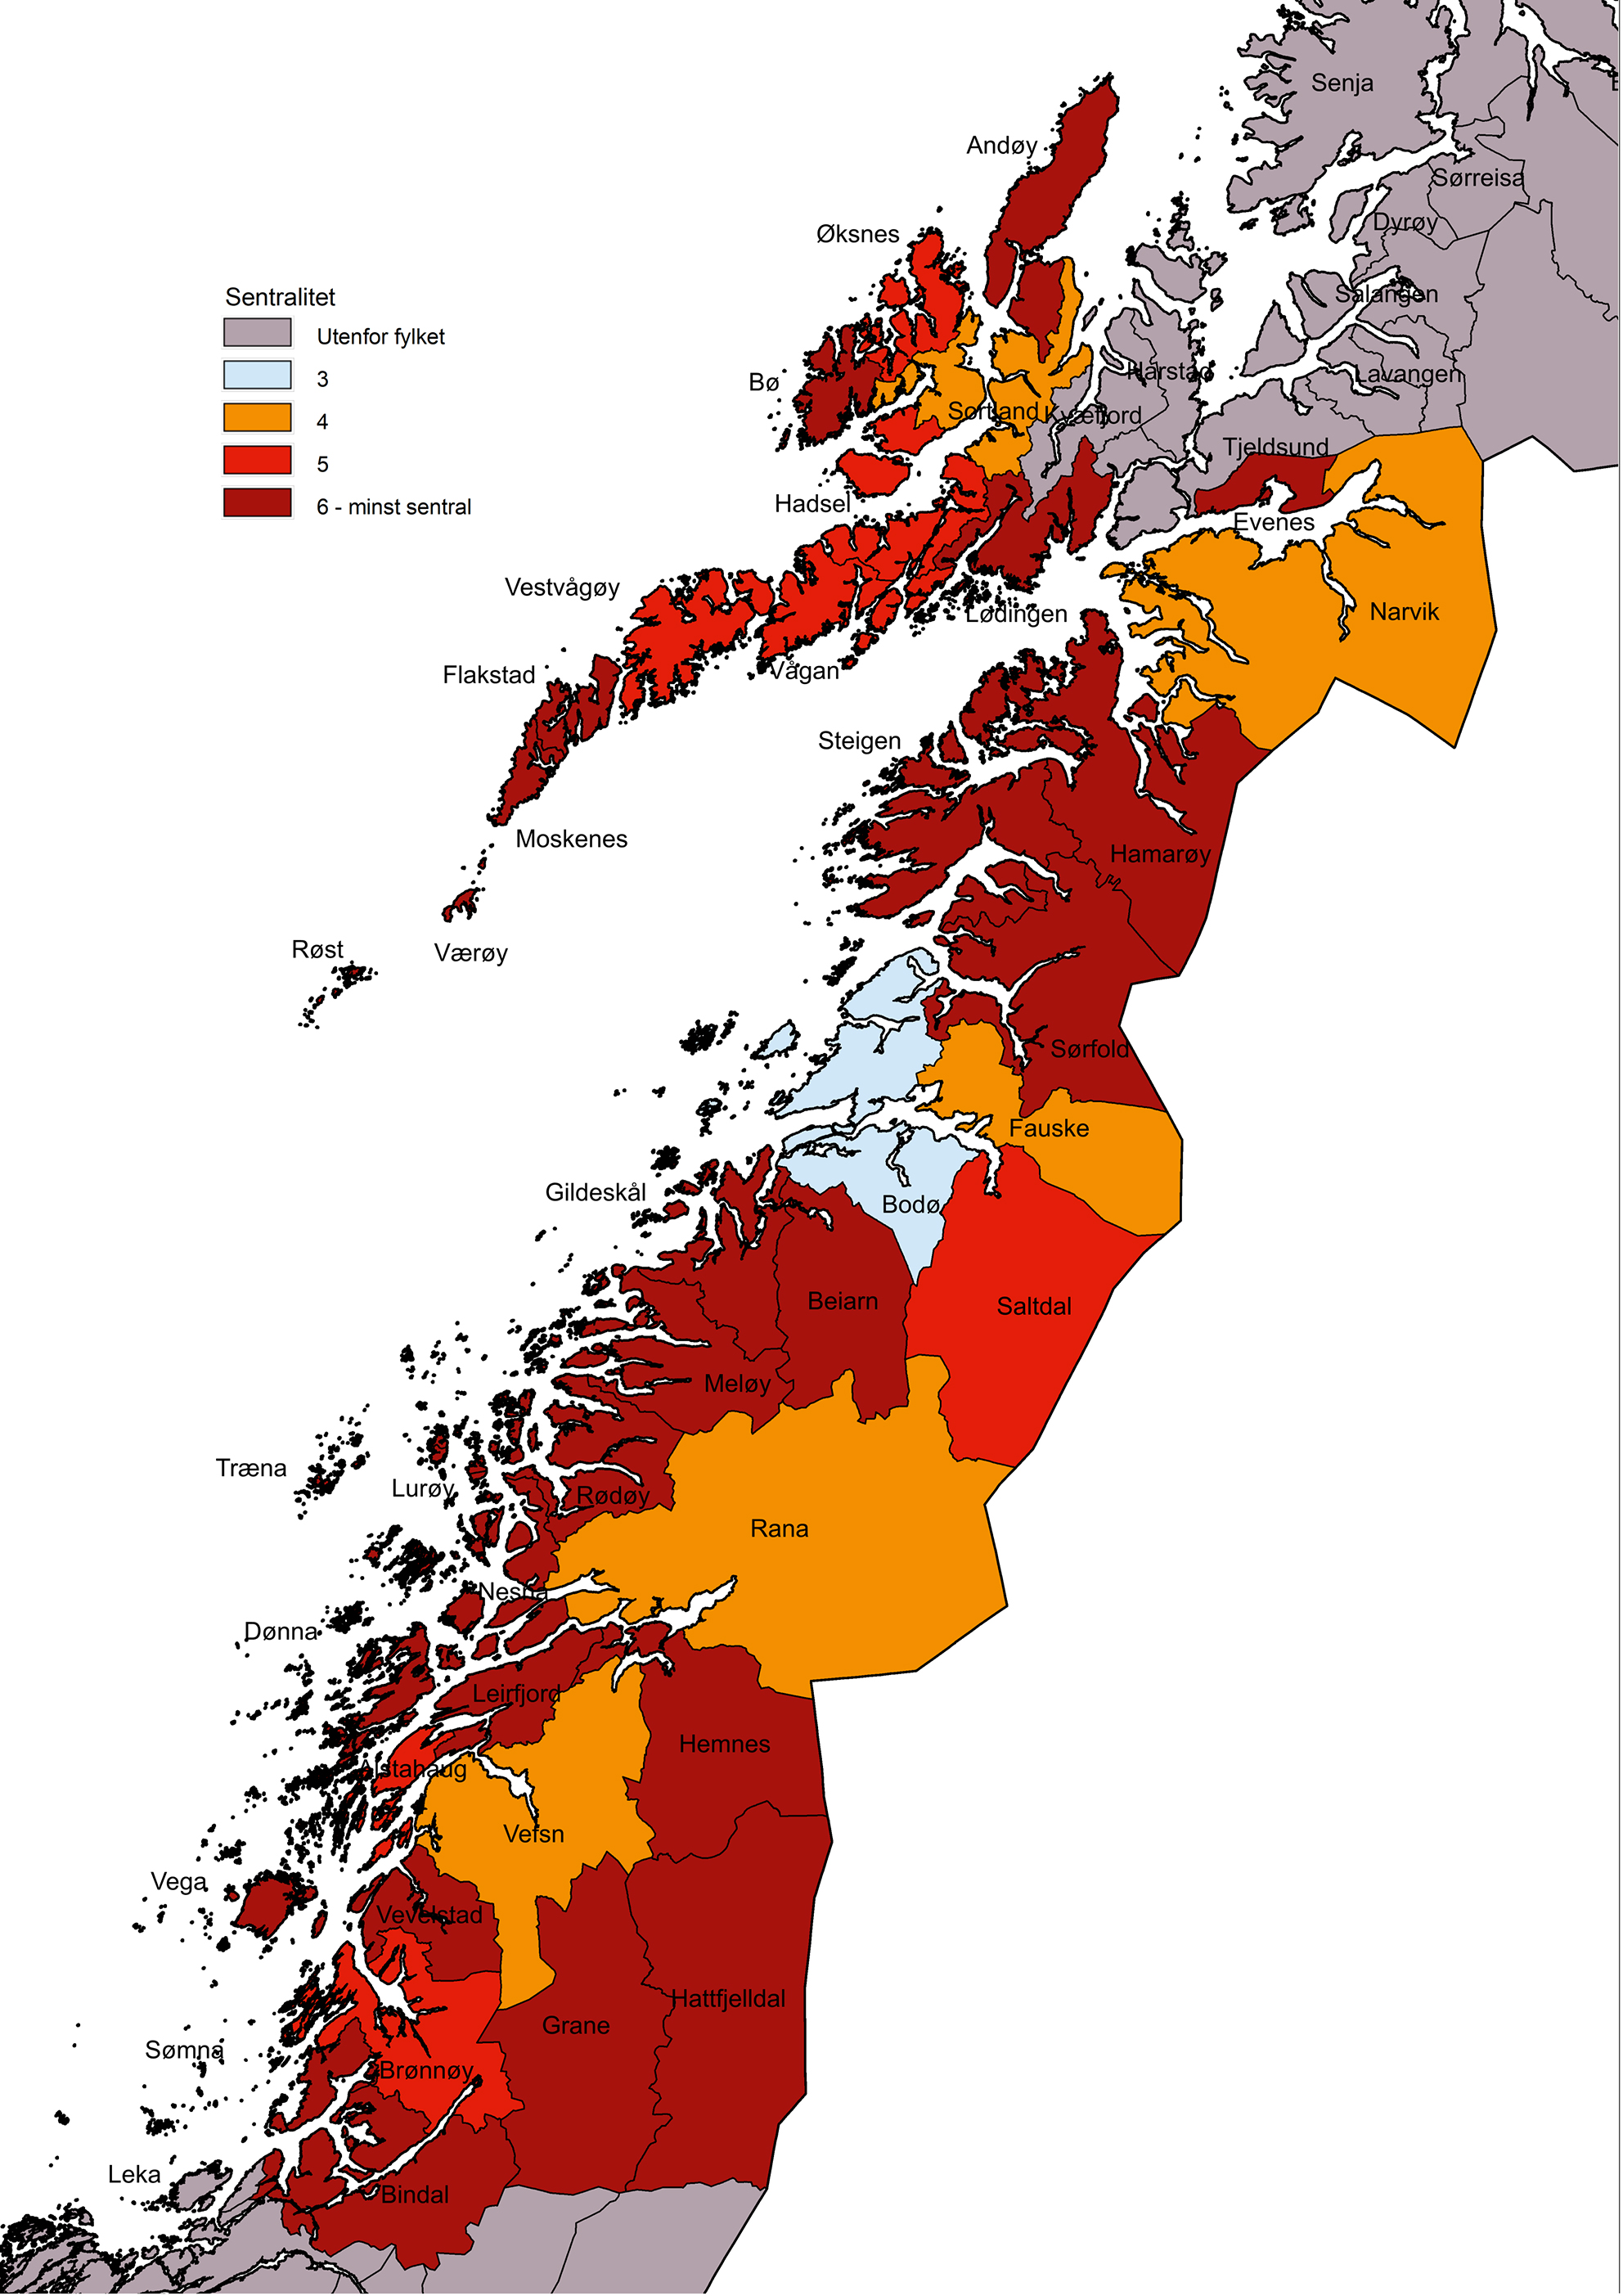 Senja
Andøy
Sørreisa
Dyrøy
Øksnes
Sentralitet
Utenfor fylket
3
4
5
6 - minst sentral
Salangen
Harstad
Lavangen
Bø
Sortland
Kvæfjord
Tjeldsund
Hadsel
Evenes
Vestvågøy
Lødingen
Narvik
Vågan
Flakstad
Steigen
Moskenes
Hamarøy
Røst
Værøy
Sørfold
Fauske
Gildeskål
Bodø
Beiarn
Saltdal
Meløy
Træna
Lurøy
Rødøy
Rana
Nesna
Dønna
Leirfjord
Hemnes
Alstahaug
Vefsn
Vega
Vevelstad
Hattfjelldal
Grane
Sømna
Brønnøy
Leka
Bindal